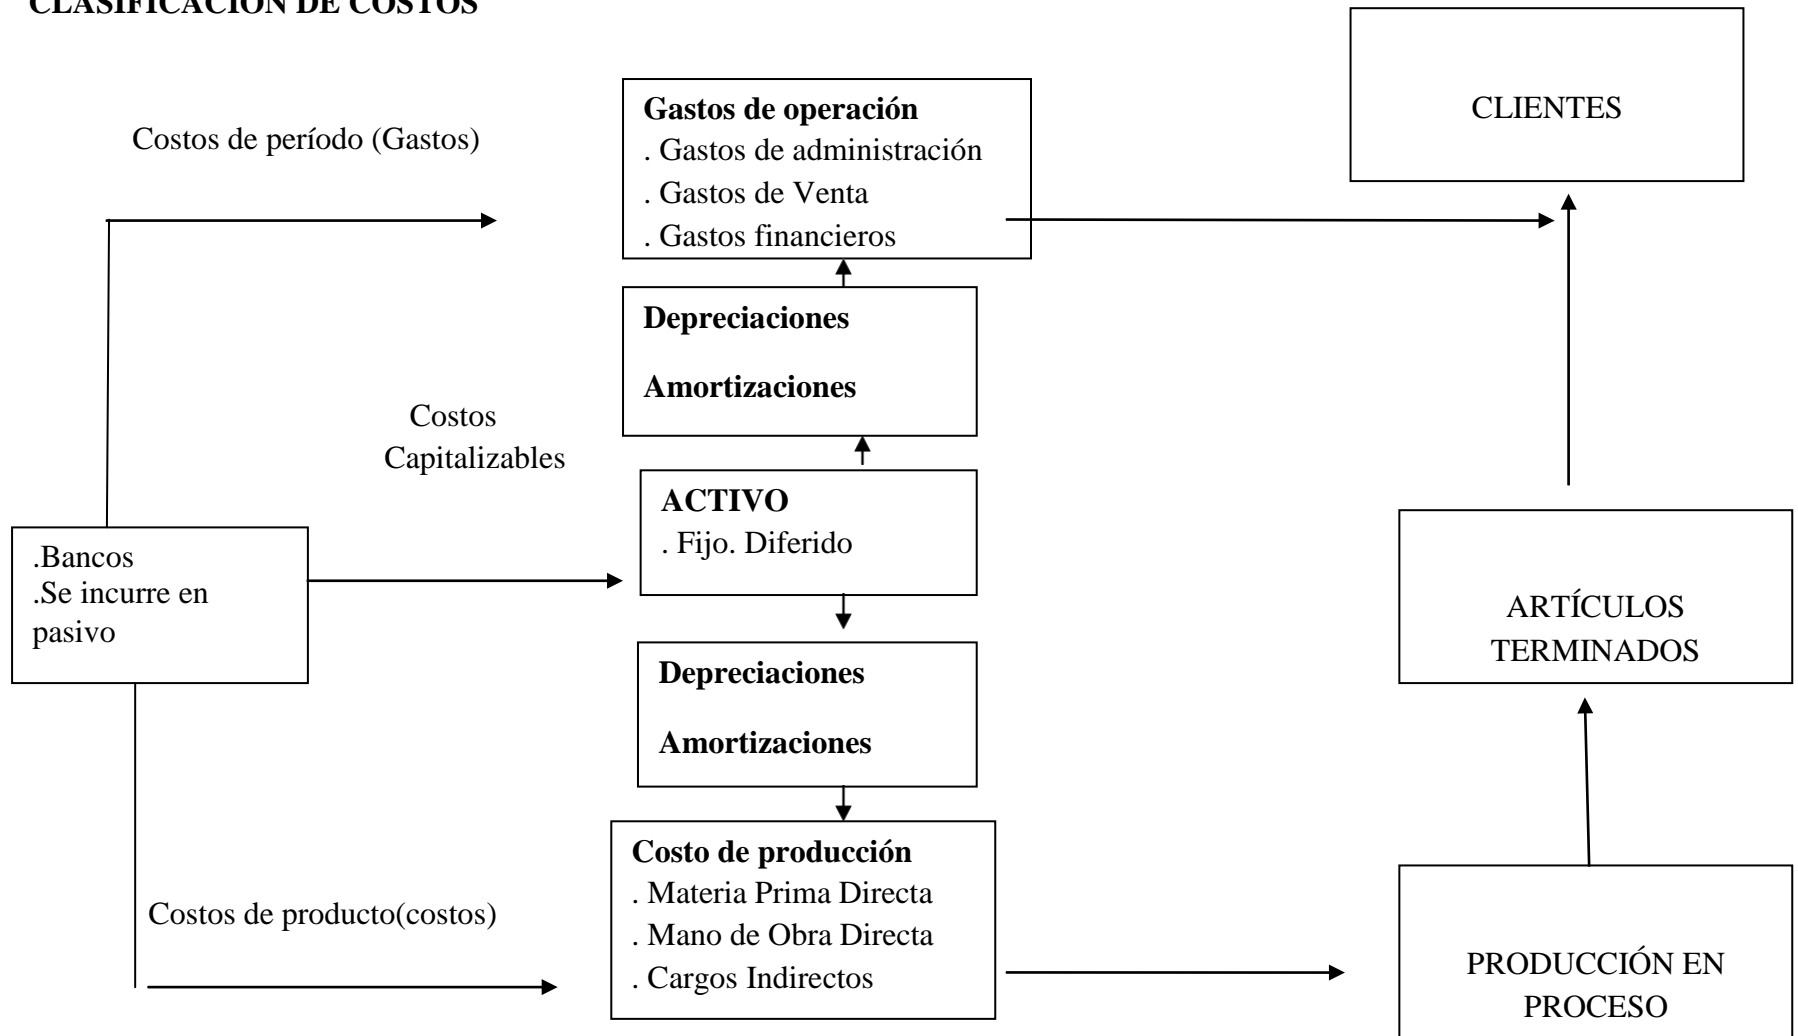 CLASIFICACIÓN DE COSTOS
CLIENTES
Gastos de operación
. Gastos de administración
. Gastos de Venta
. Gastos financieros
Costos de período (Gastos)
Depreciaciones
Amortizaciones
Costos
Capitalizables
ACTIVO
. Fijo. Diferido
.Bancos
.Se incurre en
pasivo
ARTÍCULOS
TERMINADOS
Depreciaciones
Amortizaciones
Costo de producción
. Materia Prima Directa
. Mano de Obra Directa
. Cargos Indirectos
Costos de producto(costos)
PRODUCCIÓN EN
PROCESO